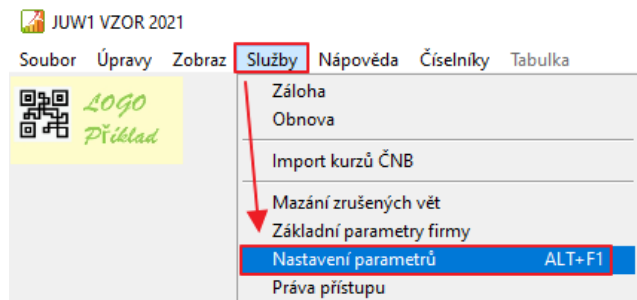 JUW1 VZOR 2021
Soubor Úpravy Zobraz Služby Nápověda Číselníky Tabulka
LOGO
Příklad
Záloha
Obnova
Import kurzů ČNB
Mazání zrušených vět
Základní parametry firmy
Nastavení parametrů ALT+F1
Práva přístupu